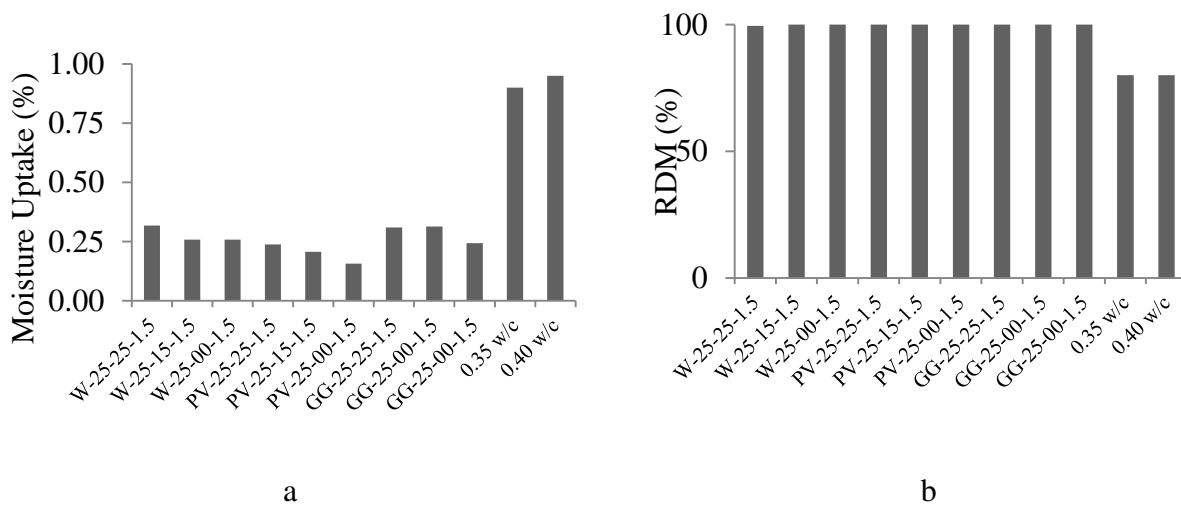 Moisture Uptake (%)
1.00
0.75
0.50
0.25
0.00
W-25-25-1.5
W-25-15-1.5
W-25-00-1.5
PV-25-25-1.5
PV-25-15-1.5
PV-25-00-1.5
GG-25-25-1.5
GG-25-00-1.5
GG-25-00-1.5
0.35 w/c
0.40 w/c
a
RDM (%)
100
50
0
W-25-25-1.5
W-25-15-1.5
W-25-00-1.5
PV-25-25-1.5
PV-25-15-1.5
PV-25-00-1.5
GG-25-25-1.5
GG-25-00-1.5
GG-25-00-1.5
0.35 w/c
0.40 w/c
b